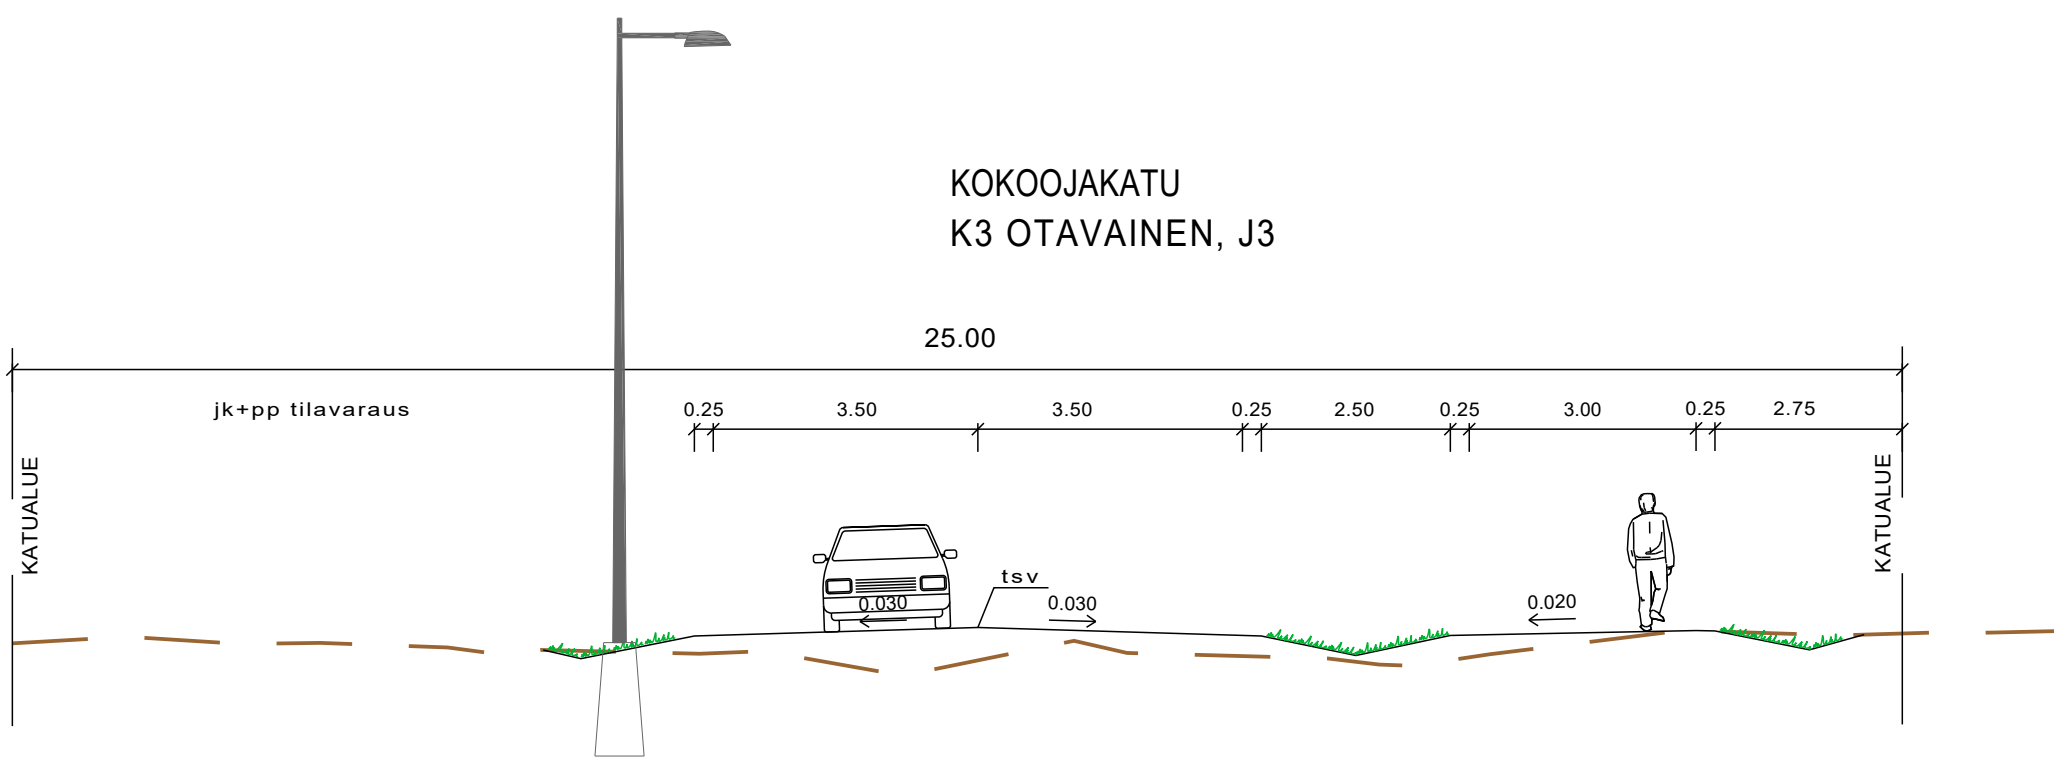 KOKOOJAKATU
K3 OTAVAINEN, J3
25.00
jk+pp tilavaraus
0.25 3.50 3.50 0.25 2.50 0.25 3.00 0.25 2.75
KATUALUE
KATUALUE
tsv
0.030 0.030 0.020